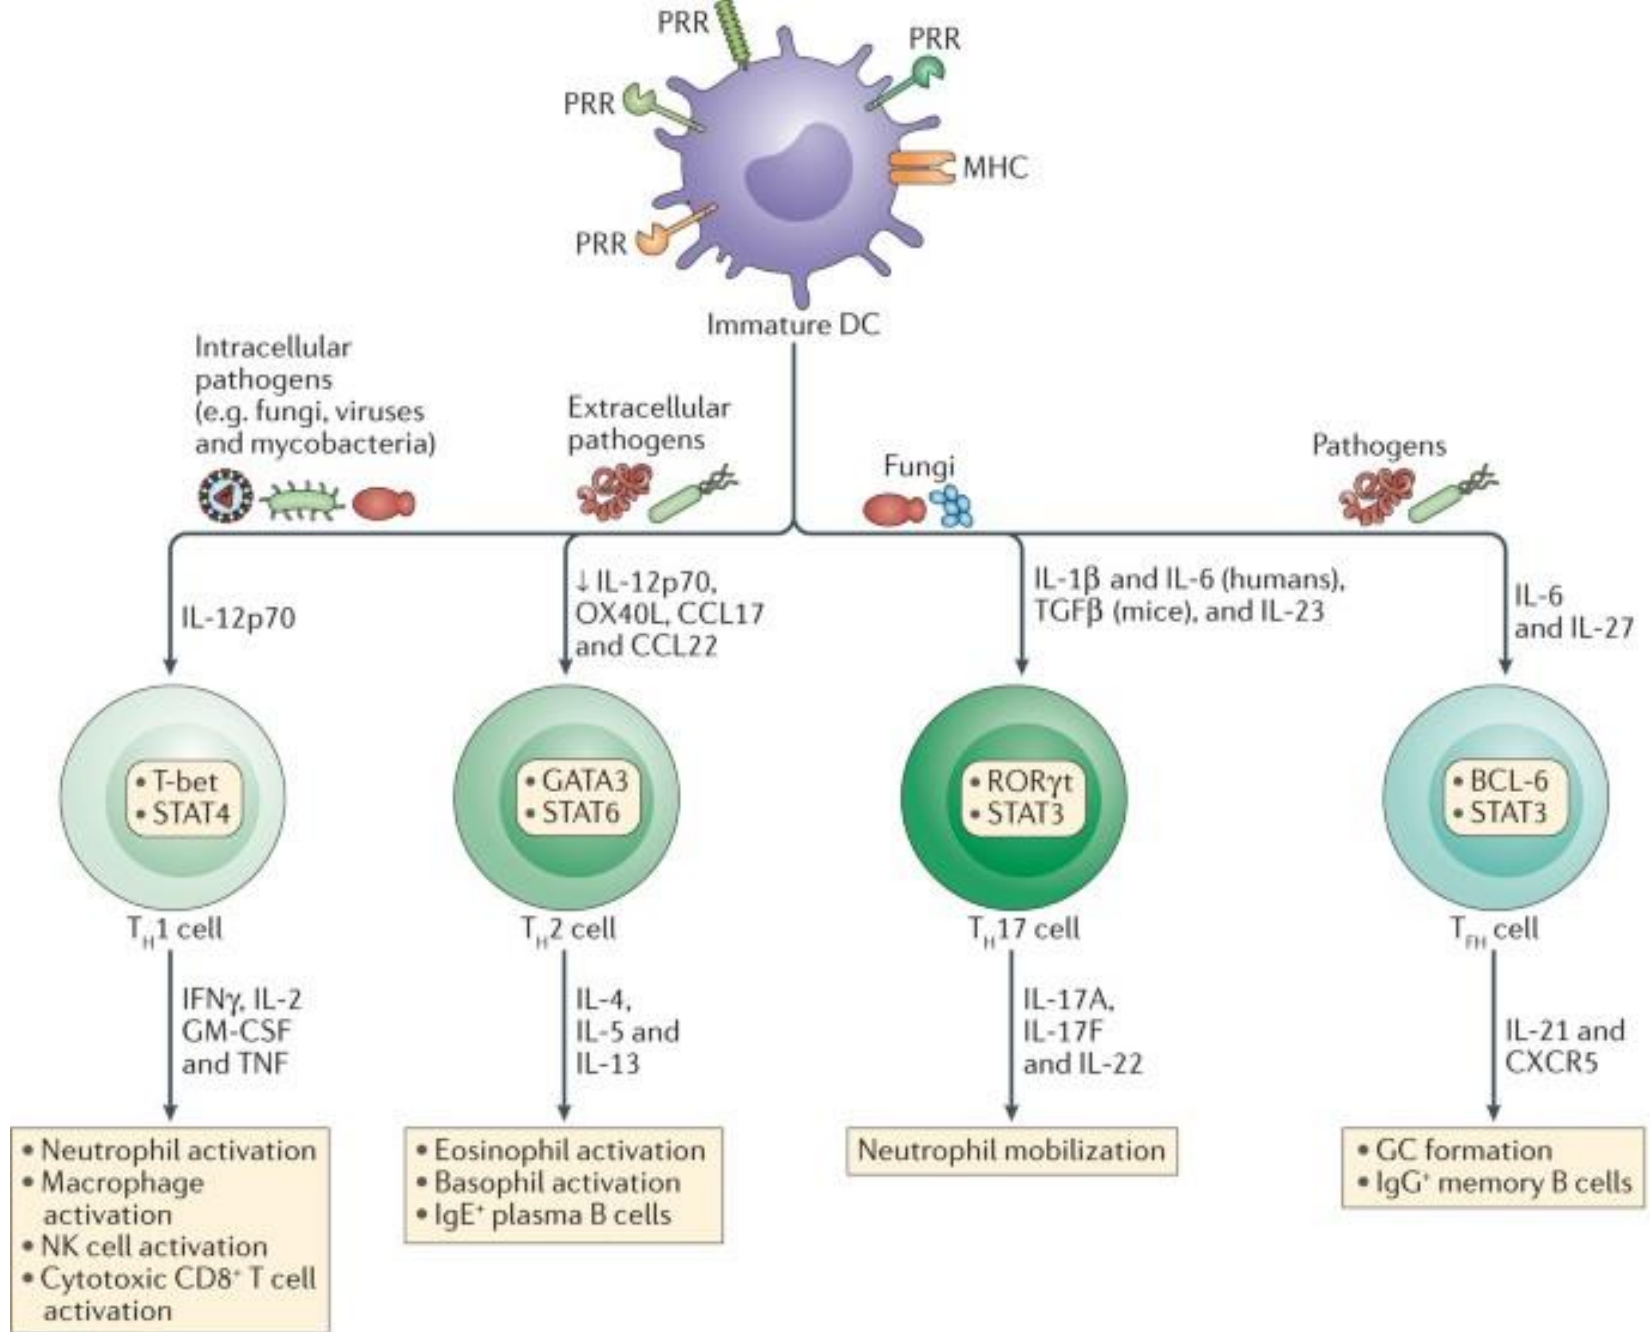 PRR
PRR
PRR
MHC
PRR
Immature DC
Intracellular
pathogens
(e.g. fungi, viruses
and mycobacteria)
Extracellular
pathogens
Fungi
Pathogens
IL-12p70
↓ IL-12p70,
OX40L, CCL17
and CCL22
IL-1β and IL-6 (humans),
TGFβ (mice), and IL-23
IL-6
and IL-27
• T-bet
• STAT4
• GATA3
• STAT6
• RORγt
• STAT3
• BCL-6
• STAT3
TH1 cell
TH2 cell
TH17 cell
TFH cell
IFNγ, IL-2
GM-CSF
and TNF
IL-4,
IL-5 and
IL-13
IL-17A,
IL-17F
and IL-22
IL-21 and
CXCR5
• Neutrophil activation
• Macrophage
activation
• NK cell activation
• Cytotoxic CD8⁺ T cell
activation
• Eosinophil activation
• Basophil activation
• IgE⁺ plasma B cells
Neutrophil mobilization
• GC formation
• IgG⁺ memory B cells